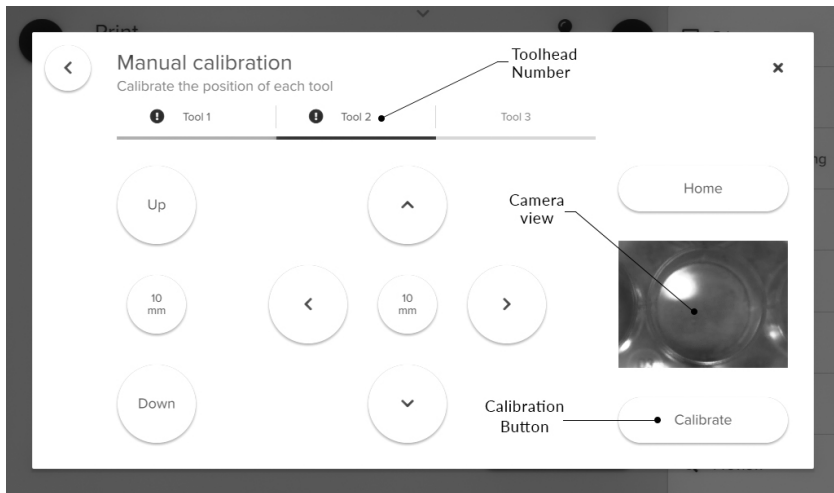 Print
Toolhead
Number
Manual calibration
Calibrate the position of each tool
Tool 1
Tool 2
Tool 3
Up
Camera
view
Home
10
mm
10
mm
Down
Calibration
Button
Calibrate